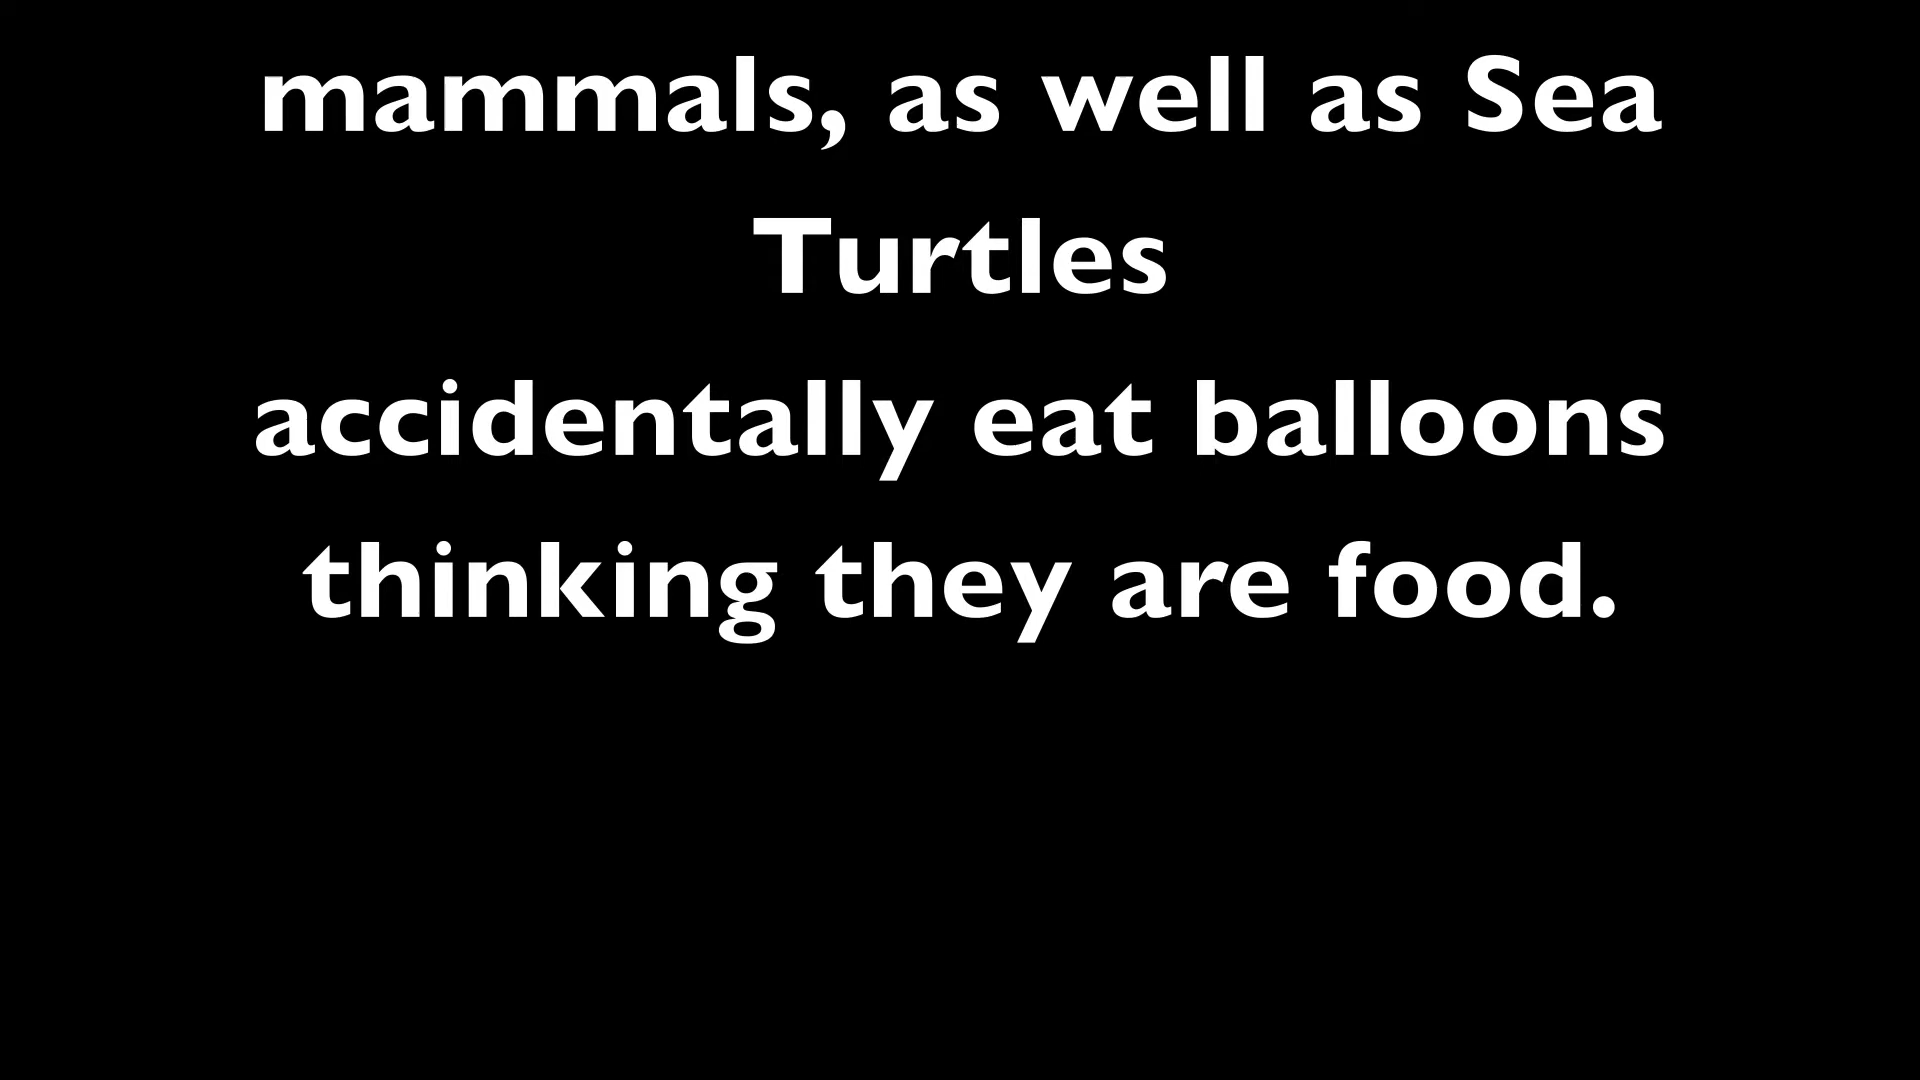 mammals, as well as Sea
Turtles
accidentally eat balloons
thinking they are food.